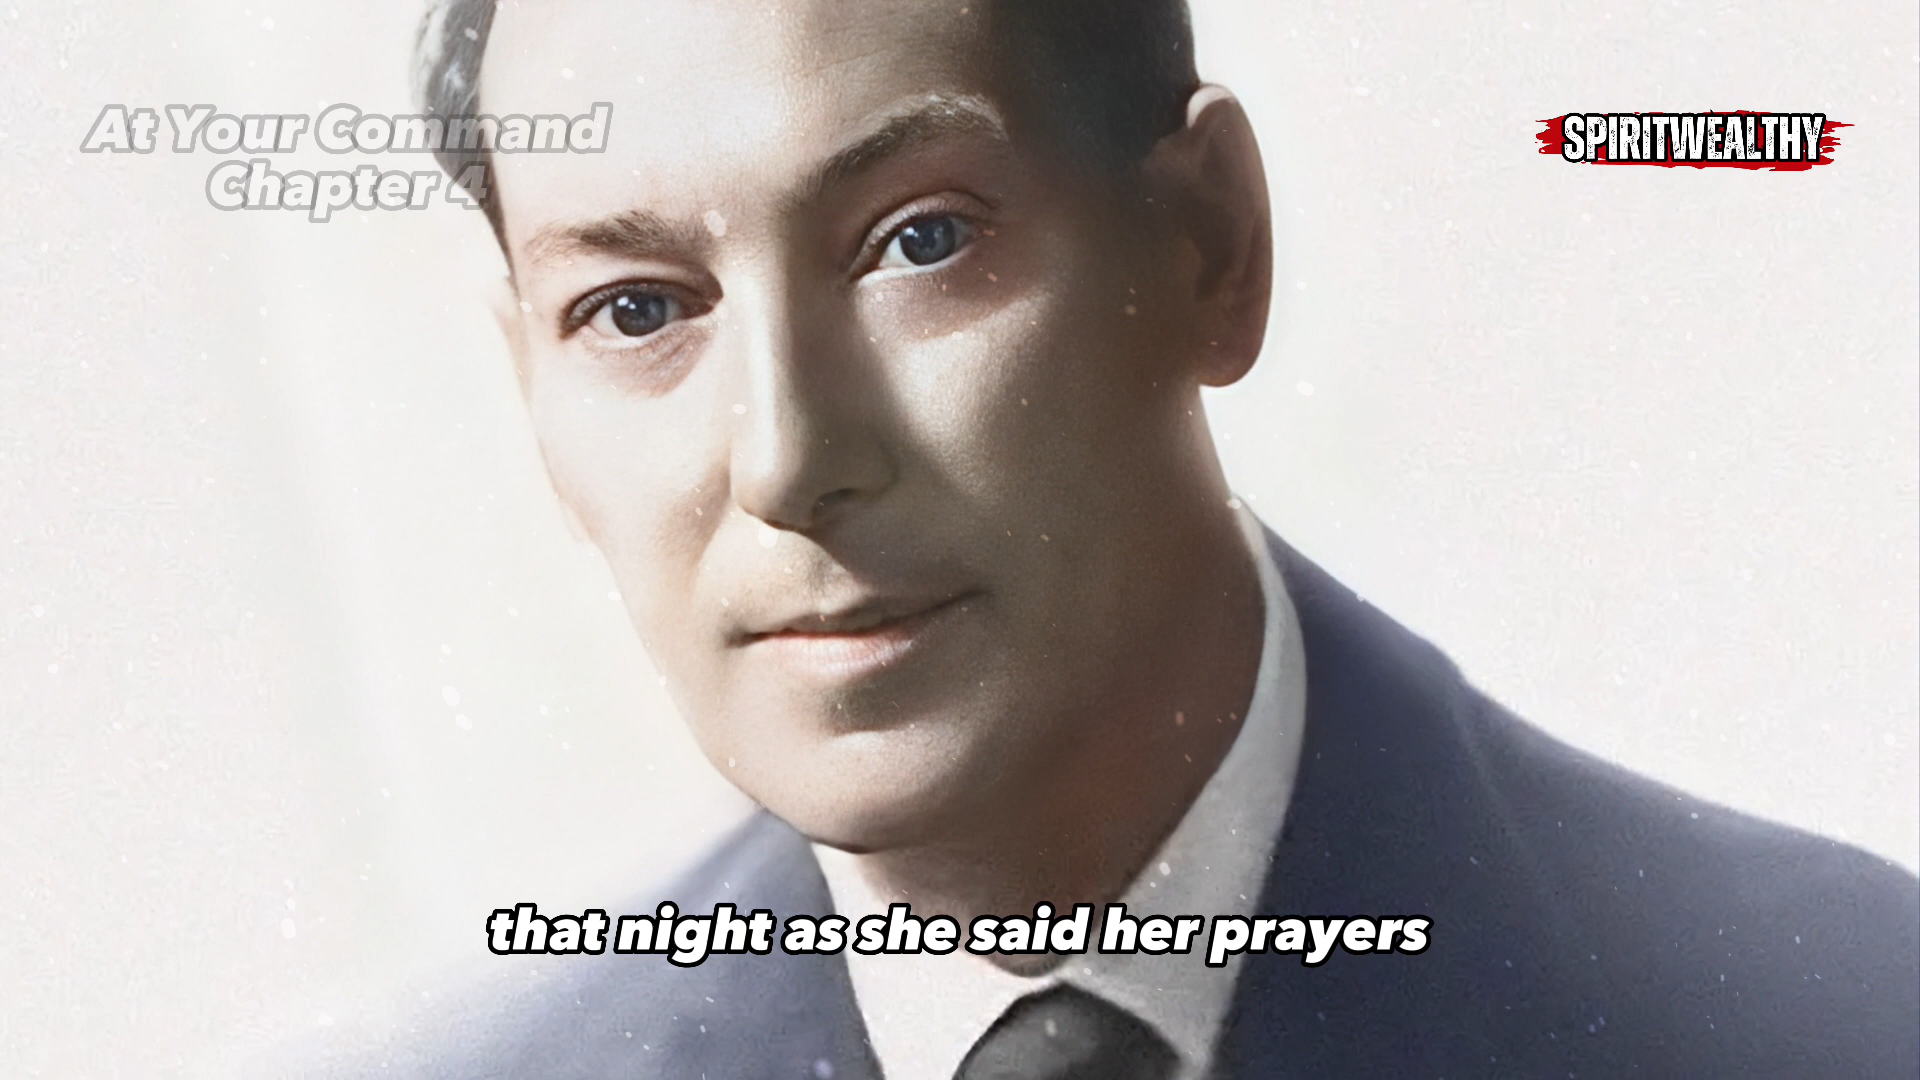 At Your Command
Chapter 4
SPIRITWEALTHY
that night as she said her prayers